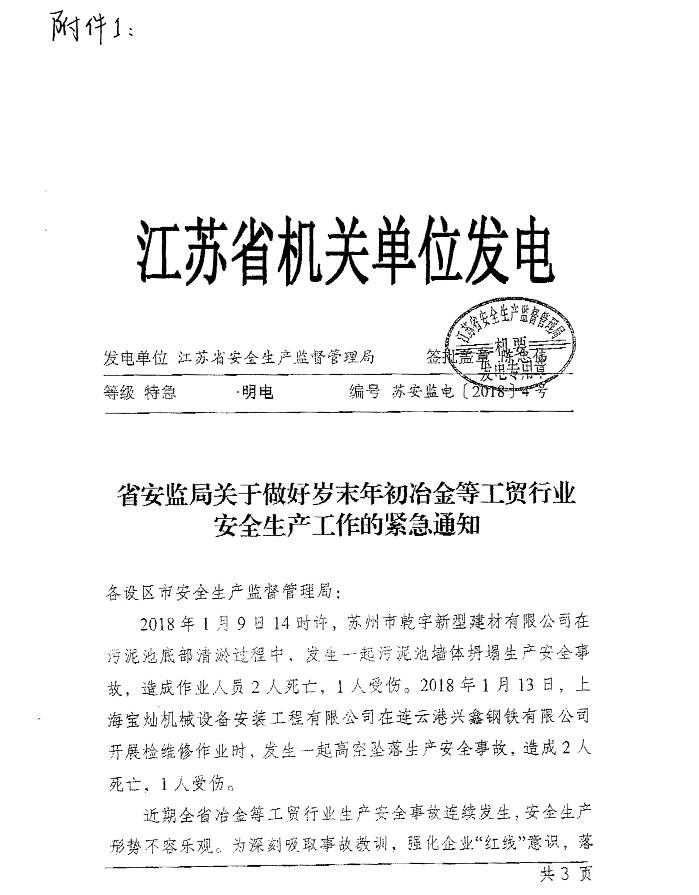 附件1:
江苏省机关单位发电
江苏省安全生产监督管理局
机要
发电专用章
发电单位 江苏省安全生产监督管理局 签批盖章 陈忠伟
等级 特急 ·明电 编号 苏安监电〔2018〕4号
省安监局关于做好岁末年初冶金等工贸行业
安全生产工作的紧急通知
各设区市安全生产监督管理局:
2018年1月9日14时许,苏州市乾宇新型建材有限公司在
污泥池底部清淤过程中,发生一起污泥池墙体坍塌生产安全事
故,造成作业人员2人死亡,1人受伤。2018年1月13日,上
海宝灿机械设备安装工程有限公司在连云港兴鑫钢铁有限公司
开展检维修作业时,发生一起高空坠落生产安全事故,造成2人
死亡,1人受伤。
近期全省冶金等工贸行业生产安全事故连续发生,安全生产
形势不容乐观。为深刻吸取事故教训,强化企业“红线”意识,落
共3页